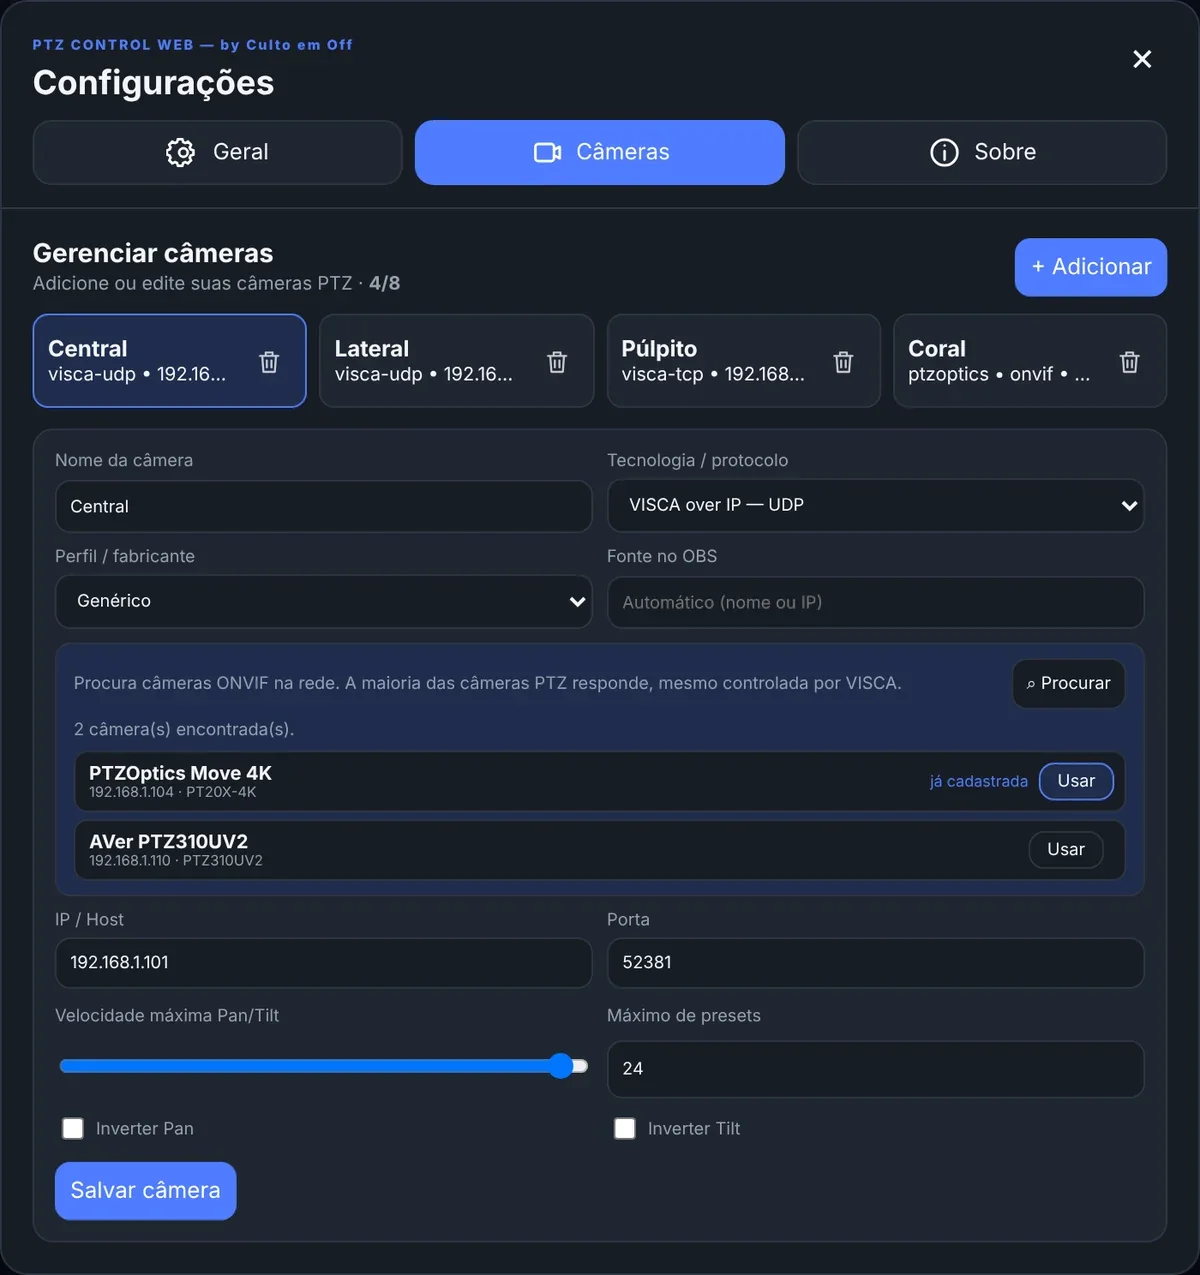 PTZ CONTROL WEB — by Culto em Off
Configurações
Geral
Câmeras
Sobre
Gerenciar câmeras
Adicione ou edite suas câmeras PTZ · 4/8
+ Adicionar
Central
visca-udp • 192.16...
Lateral
visca-udp • 192.16...
Púlpito
visca-tcp • 192.168...
Coral
ptzoptics • onvif • ...
Nome da câmera
Central
Tecnologia / protocolo
VISCA over IP — UDP
Perfil / fabricante
Genérico
Fonte no OBS
Automático (nome ou IP)
Procura câmeras ONVIF na rede. A maioria das câmeras PTZ responde, mesmo controlada por VISCA.
⌕ Procurar
2 câmera(s) encontrada(s).
PTZOptics Move 4K
192.168.1.104 · PT20X-4K
já cadastrada
Usar
AVer PTZ310UV2
192.168.1.110 · PTZ310UV2
Usar
IP / Host
192.168.1.101
Porta
52381
Velocidade máxima Pan/Tilt
Máximo de presets
24
Inverter Pan
Inverter Tilt
Salvar câmera